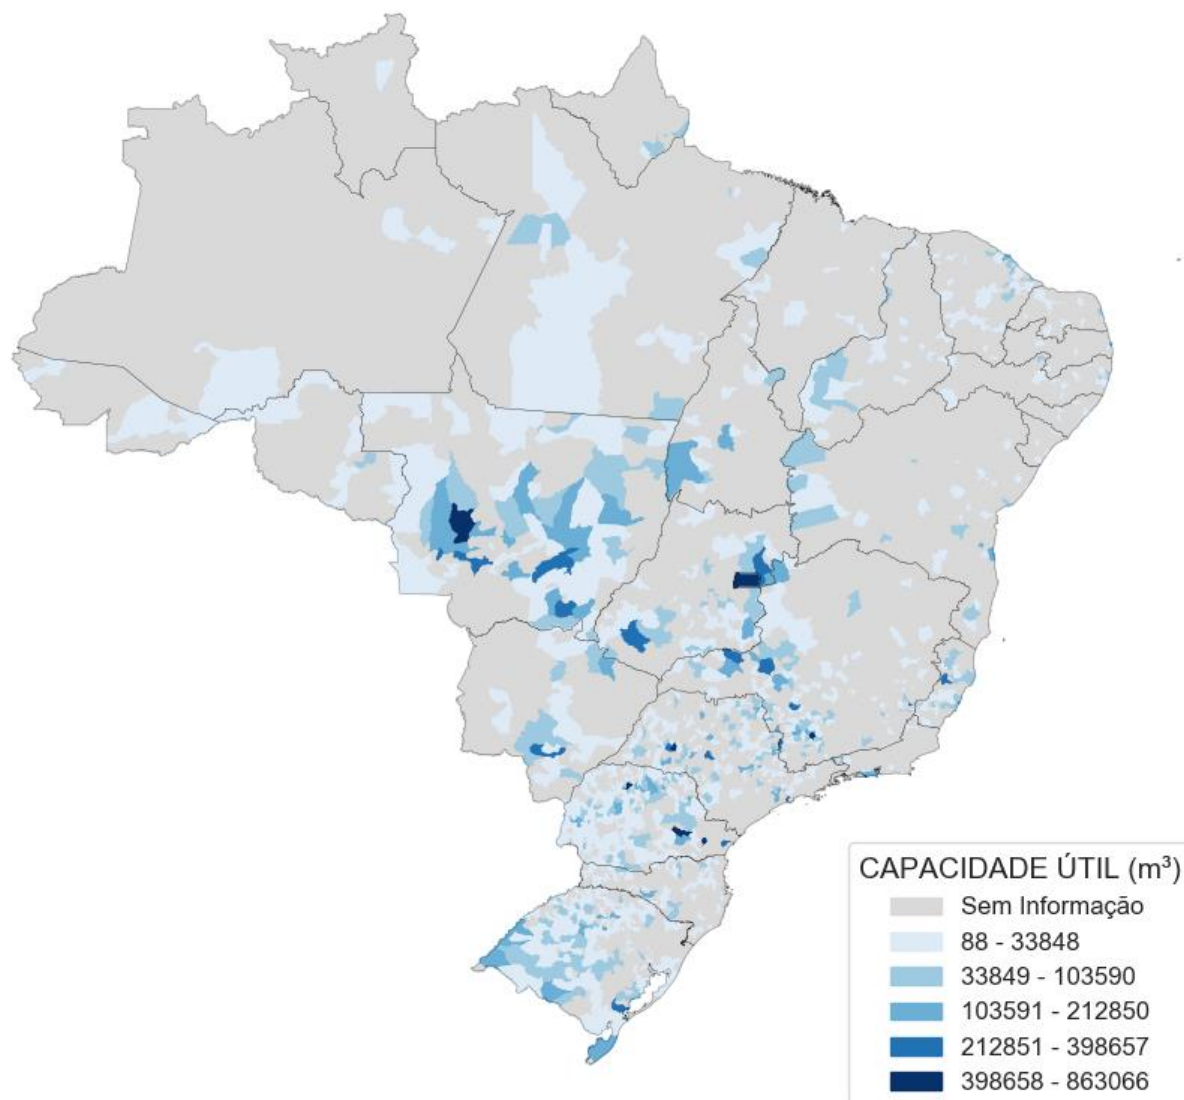 CAPACIDADE ÚTIL (m³)
Sem Informação
88 - 33848
33849 - 103590
103591 - 212850
212851 - 398657
398658 - 863066